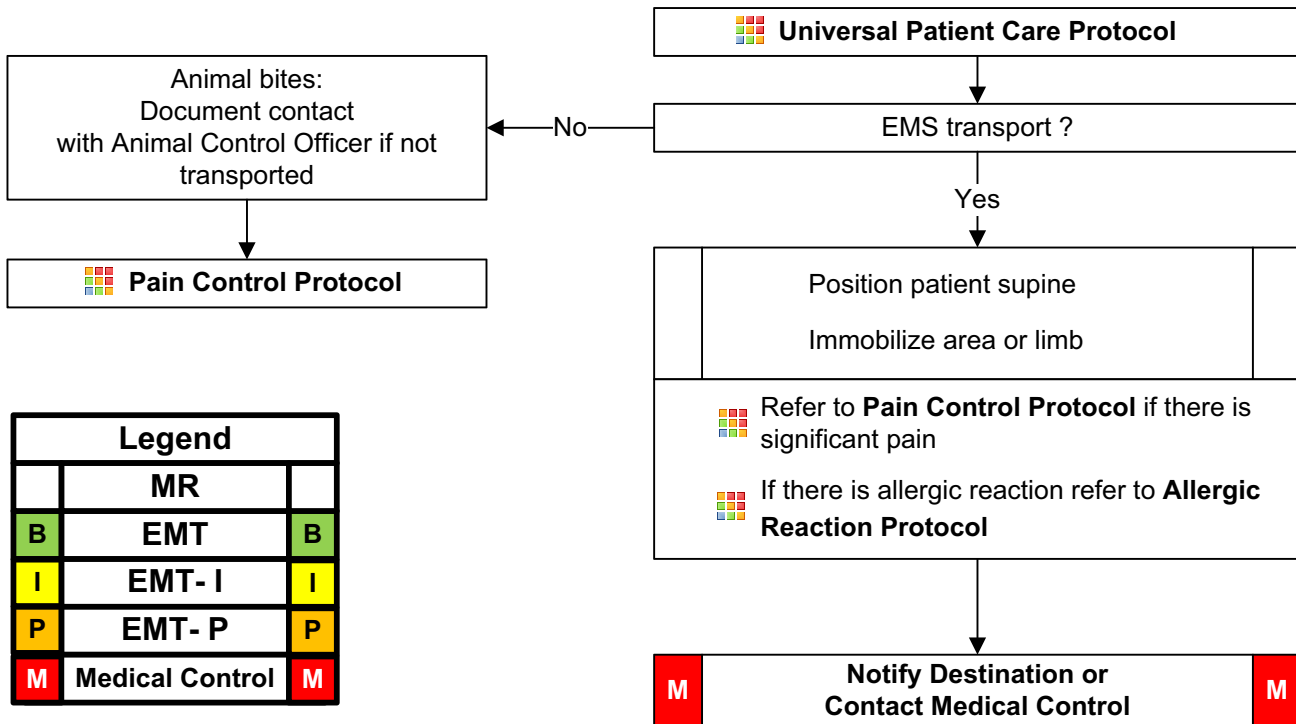 Universal Patient Care Protocol
EMS transport ?
No
Animal bites:
Document contact
with Animal Control Officer if not
transported
Pain Control Protocol
Yes
Position patient supine
Immobilize area or limb
Refer to Pain Control Protocol if there is
significant pain
If there is allergic reaction refer to Allergic
Reaction Protocol
M Notify Destination or M
Contact Medical Control
Legend
MR
B EMT B
I EMT- I I
P EMT- P P
M Medical Control M